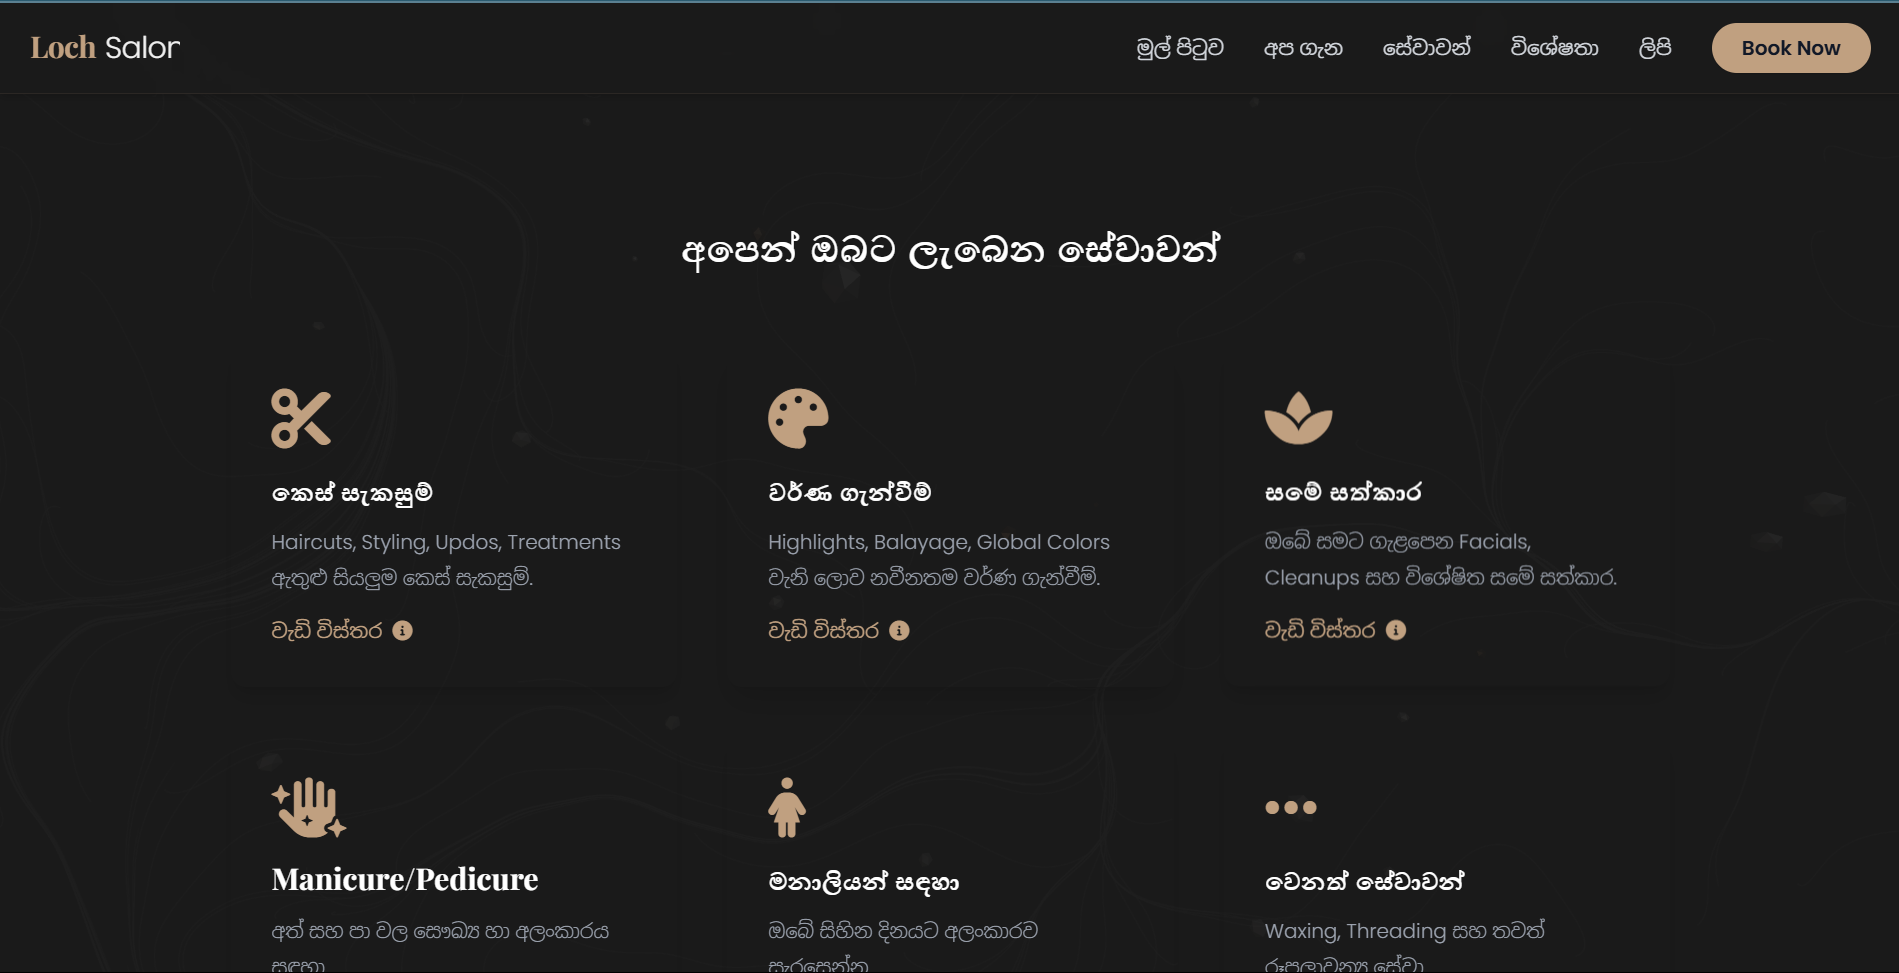 Loch Salon
මුල් පිටුව
අප ගැන
සේවාවන්
විශේෂතා
ලිපි
Book Now
අපෙන් ඔබට ලැබෙන සේවාවන්
කෙස් සැකසුම්
Haircuts, Styling, Updos, Treatments
ඇතුළු සියලුම කෙස් සැකසුම්.
වැඩි විස්තර
වර්ණ ගැන්වීම්
Highlights, Balayage, Global Colors
වැනි ලොව නවීනතම වර්ණ ගැන්වීම්.
වැඩි විස්තර
සමේ සත්කාර
ඔබේ සමට ගැළපෙන Facials,
Cleanups සහ විශේෂිත සමේ සත්කාර.
වැඩි විස්තර
Manicure/Pedicure
අත් සහ පා වල සෞඛ්‍ය හා අලංකාරය
සඳහා
මනාලියන් සඳහා
ඔබේ සිහින දිනයට අලංකාරව
සැරසෙන්න
වෙනත් සේවාවන්
Waxing, Threading සහ තවත්
රූපලාවන්‍ය සේවා